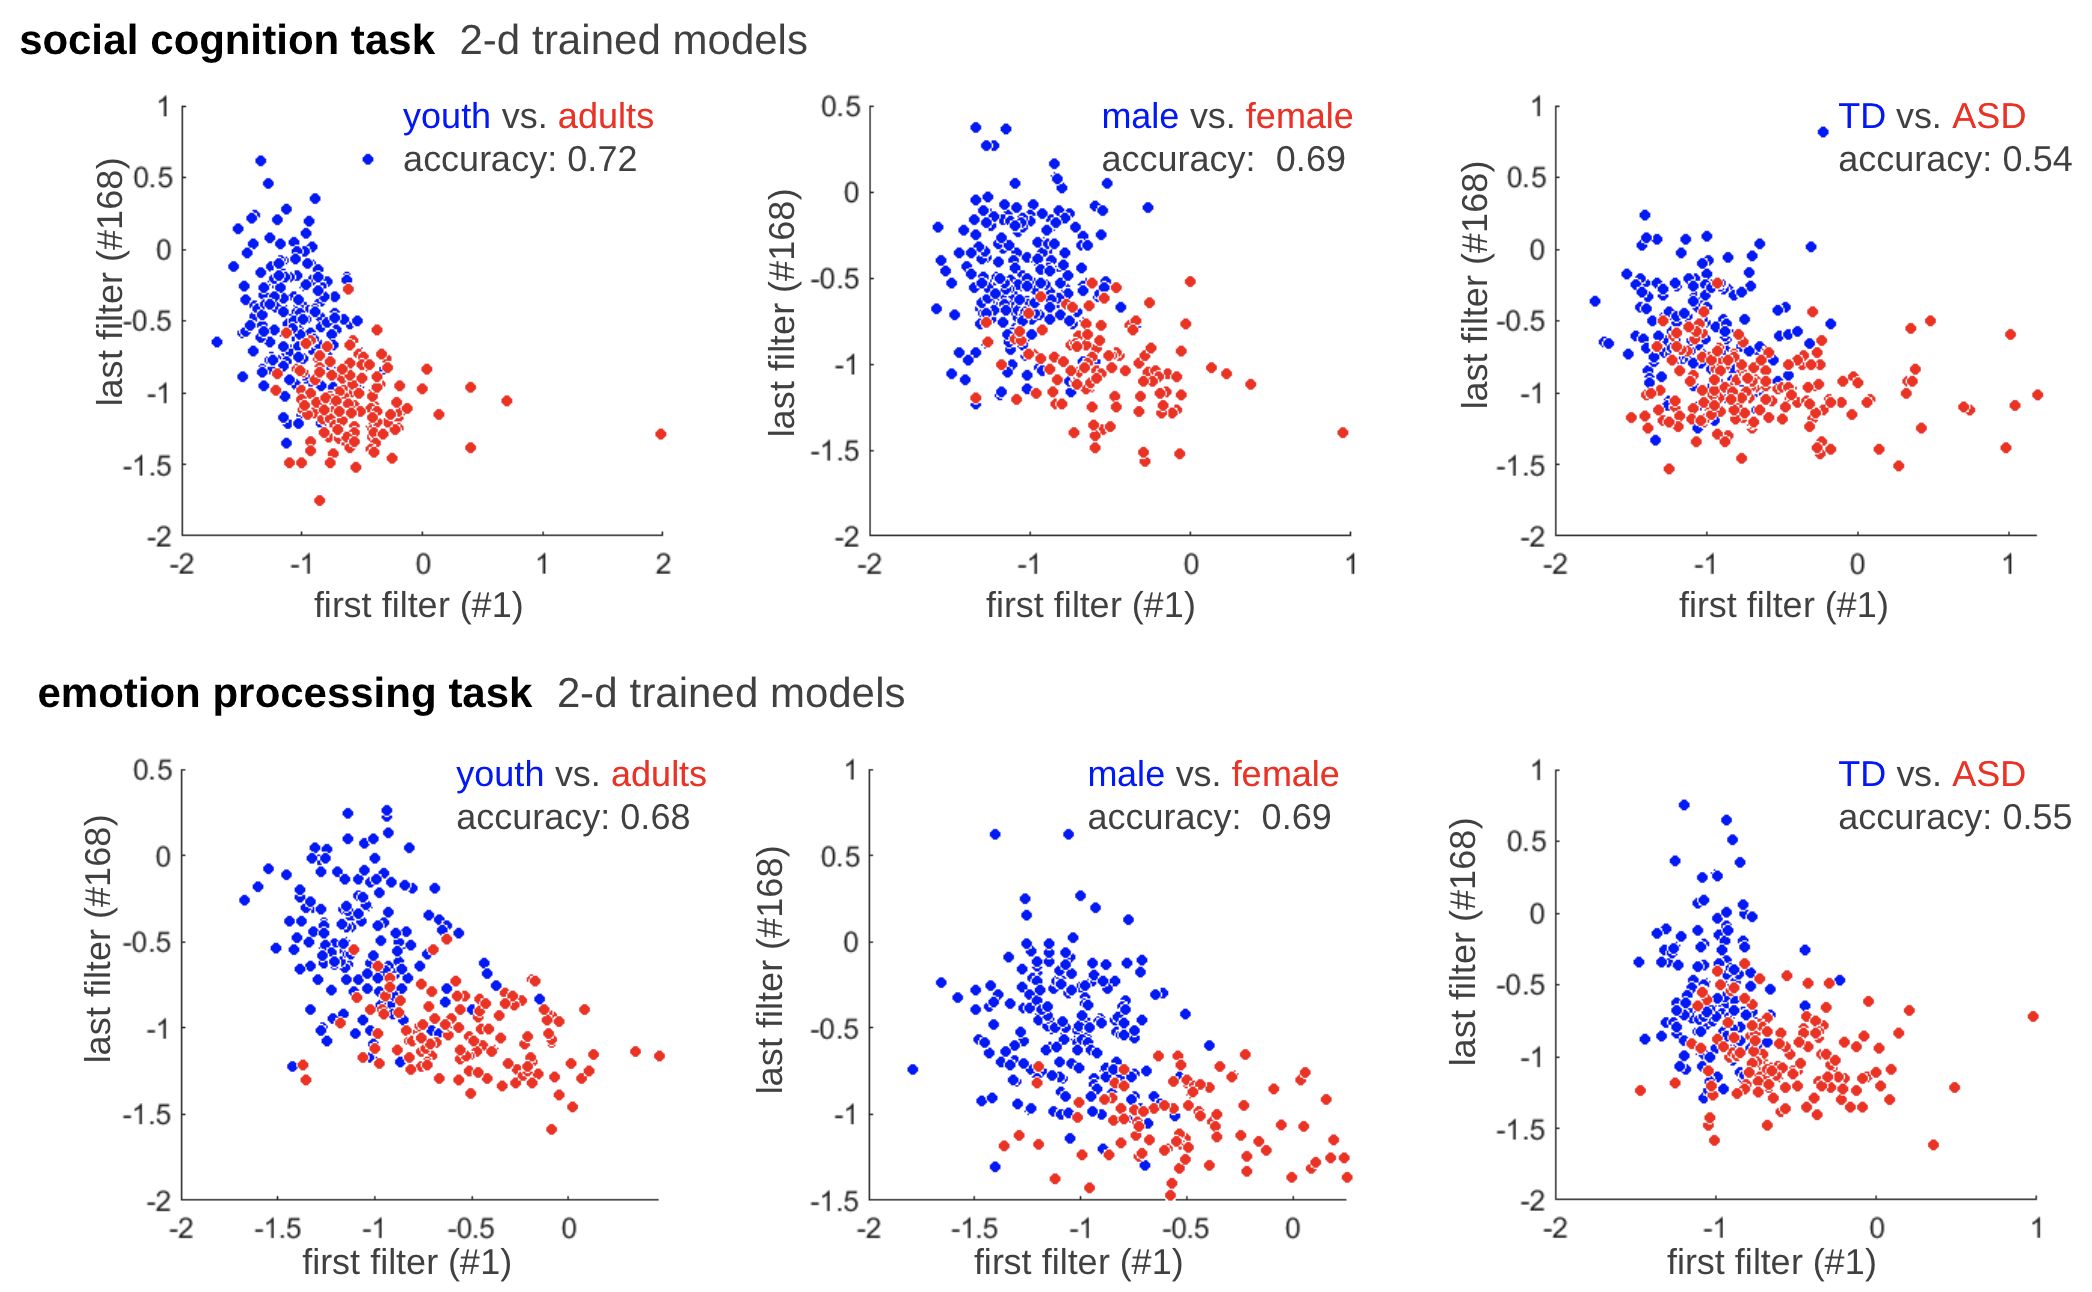 social cognition task 2-d trained models
youth vs. adults
accuracy: 0.72
last filter (#168)
1
0.5
0
-0.5
-1
-1.5
-2
-2 -1 0 1 2
first filter (#1)
male vs. female
accuracy: 0.69
last filter (#168)
0.5
0
-0.5
-1
-1.5
-2
-2 -1 0 1
first filter (#1)
TD vs. ASD
accuracy: 0.54
last filter (#168)
1
0.5
0
-0.5
-1
-1.5
-2
-2 -1 0 1
first filter (#1)
emotion processing task 2-d trained models
youth vs. adults
accuracy: 0.68
last filter (#168)
0.5
0
-0.5
-1
-1.5
-2
-2 -1.5 -1 -0.5 0
first filter (#1)
male vs. female
accuracy: 0.69
last filter (#168)
1
0.5
0
-0.5
-1
-1.5
-2 -1.5 -1 -0.5 0
first filter (#1)
TD vs. ASD
accuracy: 0.55
last filter (#168)
1
0.5
0
-0.5
-1
-1.5
-2
-2 -1 0 1
first filter (#1)